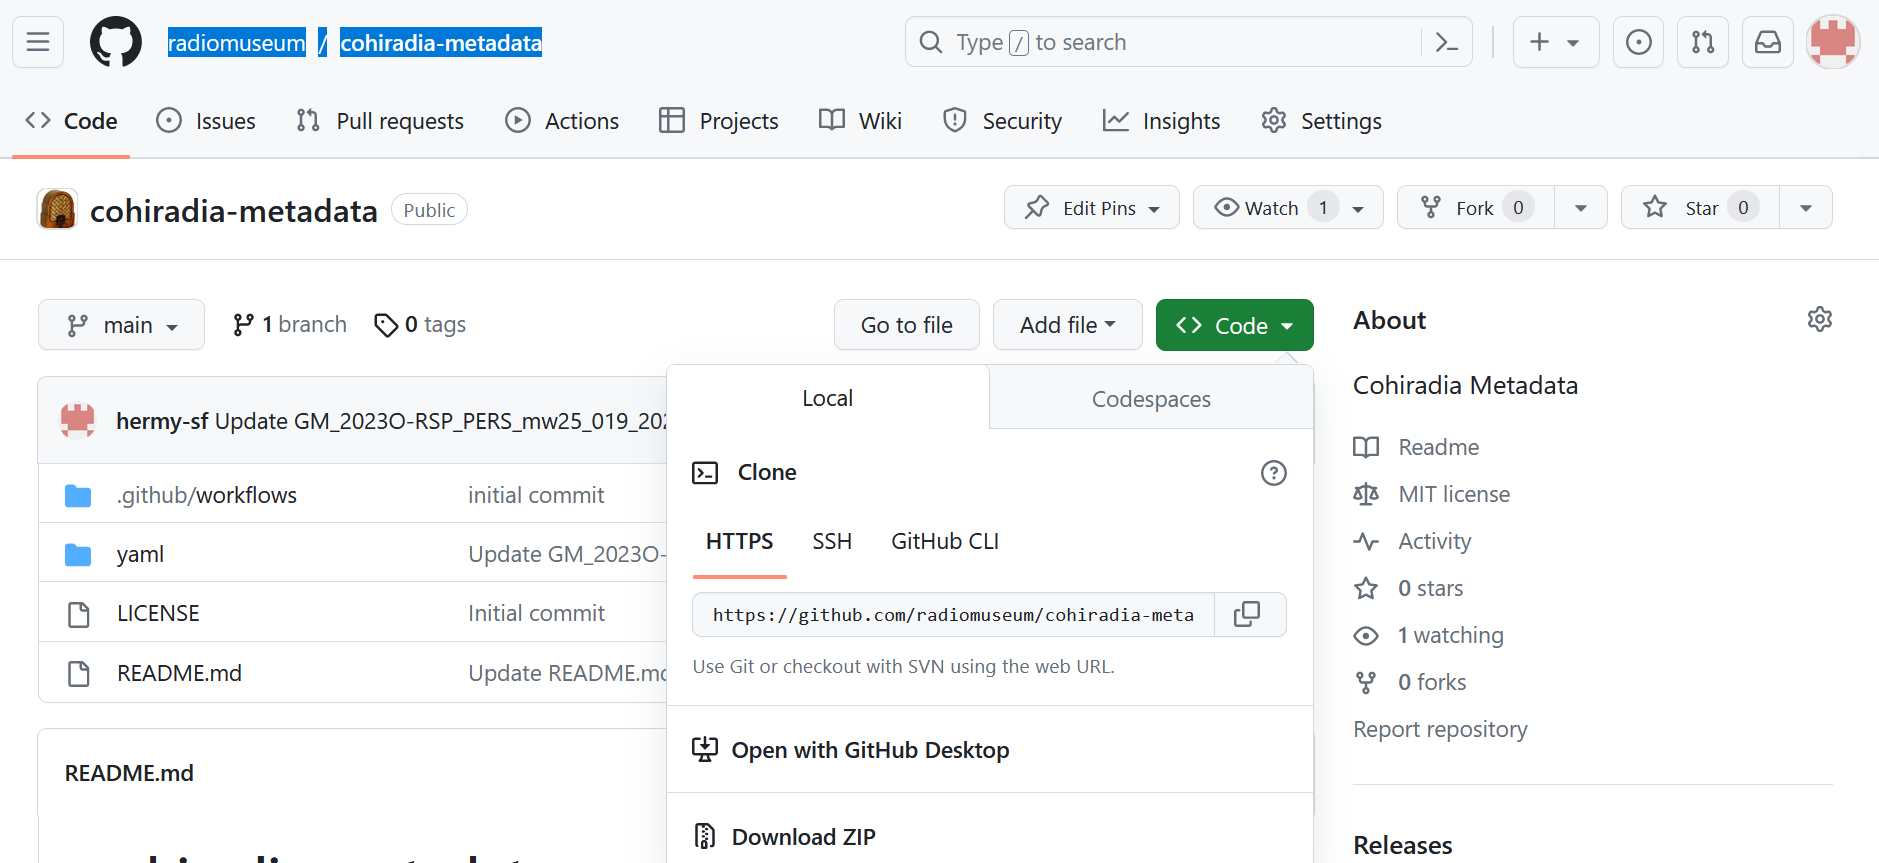 radiomuseum / cohiradia-metadata
Type / to search
Code Issues Pull requests Actions Projects Wiki Security Insights Settings
cohiradia-metadata Public
Edit Pins Watch 1 Fork 0 Star 0
main 1 branch 0 tags Go to file Add file Code
hermy-sf Update GM_2023O-RSP_PERS_mw25_019_202
.github/workflows initial commit
yaml Update GM_2023O-
LICENSE Initial commit
README.md Update README.md
README.md
Local Codespaces
Clone
HTTPS SSH GitHub CLI
https://github.com/radiomuseum/cohiradia-meta
Use Git or checkout with SVN using the web URL.
Open with GitHub Desktop
Download ZIP
About
Cohiradia Metadata
Readme
MIT license
Activity
0 stars
1 watching
0 forks
Report repository
Releases